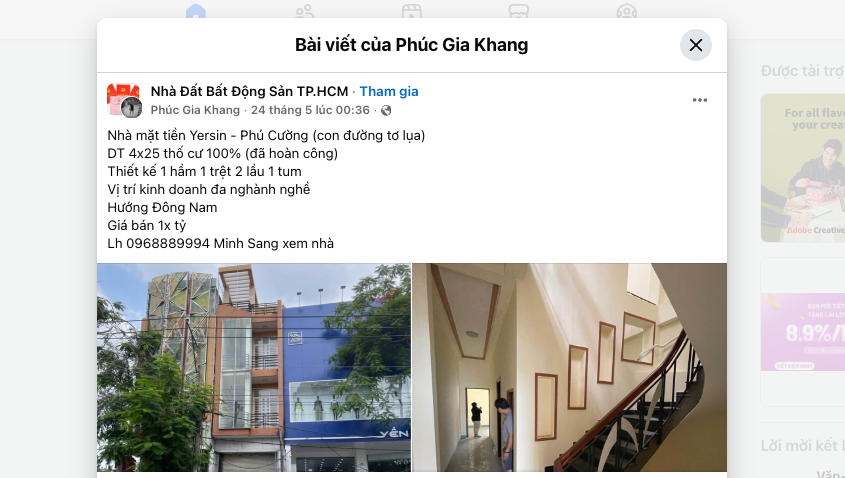 Bài viết của Phúc Gia Khang
Nhà Đất Bất Động Sản TP.HCM · Tham gia
Phúc Gia Khang · 24 tháng 5 lúc 00:36 ·
Nhà mặt tiền Yersin - Phú Cường (con đường tơ lụa)
DT 4x25 thổ cư 100% (đã hoàn công)
Thiết kế 1 hầm 1 trệt 2 lầu 1 tum
Vị trí kinh doanh đa nghành nghề
Hướng Đông Nam
Giá bán 1x tỷ
Lh 0968889994 Minh Sang xem nhà
YẾN
Được tài trợ
For all flav
your crea
Adobe Creative
8.9%/
Lời mời kết
Văn-